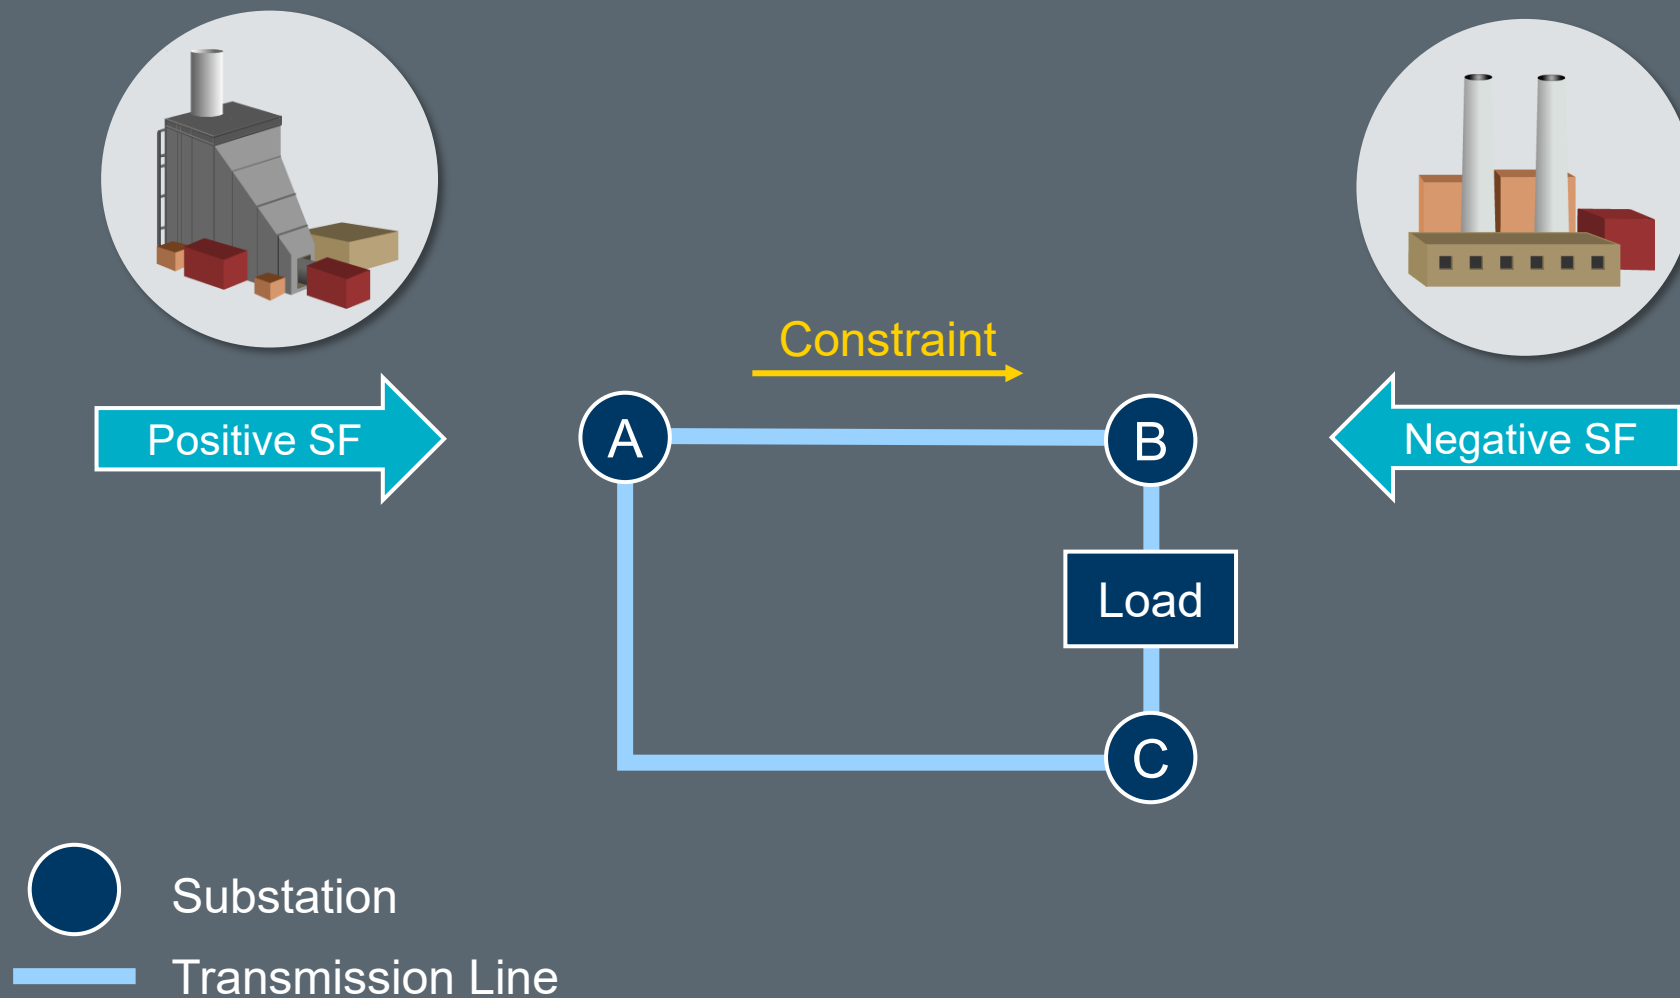 Constraint
Positive SF
A
B
Negative SF
Load
C
Substation
Transmission Line